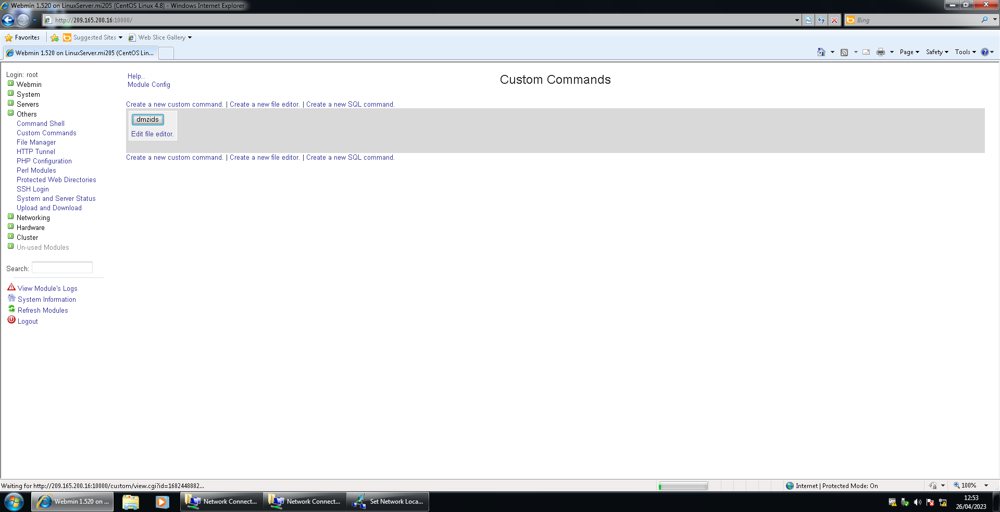 Webmin 1.520 on LinuxServer.mi205 (CentOS Linux 4.8) - Windows Internet Explorer
http://209.165.200.16:10000/
Bing
Favorites
Suggested Sites
Web Slice Gallery
Webmin 1.520 on LinuxServer.mi205 (CentOS Lin...
Page
Safety
Tools
Login: root
Webmin
System
Servers
Others
Command Shell
Custom Commands
File Manager
HTTP Tunnel
PHP Configuration
Perl Modules
Protected Web Directories
SSH Login
System and Server Status
Upload and Download
Networking
Hardware
Cluster
Un-used Modules
Search:
View Module's Logs
System Information
Refresh Modules
Logout
Help..
Module Config
Custom Commands
Create a new custom command. | Create a new file editor. | Create a new SQL command.
dmzids
Edit file editor.
Create a new custom command. | Create a new file editor. | Create a new SQL command.
Waiting for http://209.165.200.16:10000/custom/view.cgi?id=1682448882...
Internet | Protected Mode: On
100%
Webmin 1.520 on ...
Network Connect...
Network Connect...
Set Network Loca...
12:53
26/04/2023